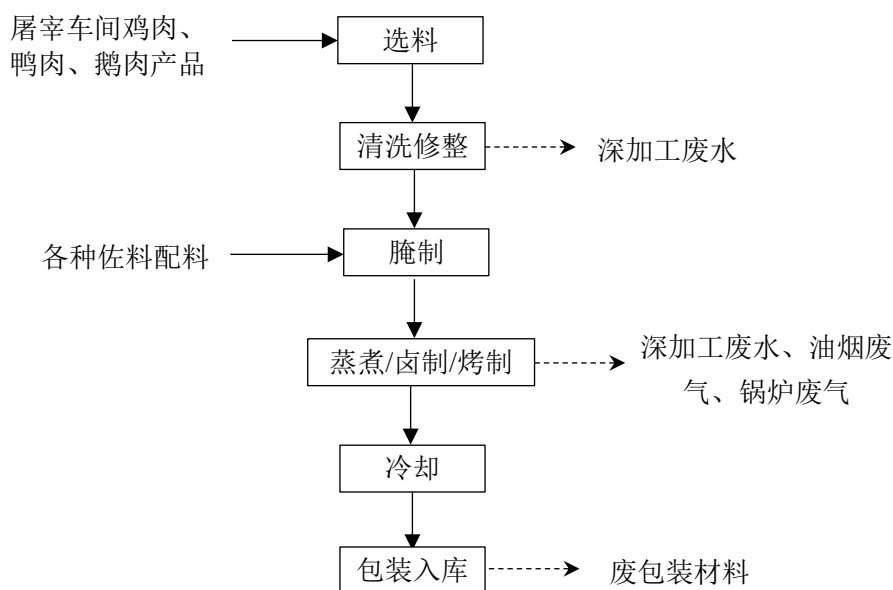 屠宰车间鸡肉、
鸭肉、鹅肉产品
选料
清洗修整
深加工废水
各种佐料配料
腌制
蒸煮/卤制/烤制
深加工废水、油烟废
气、锅炉废气
冷却
包装入库
废包装材料